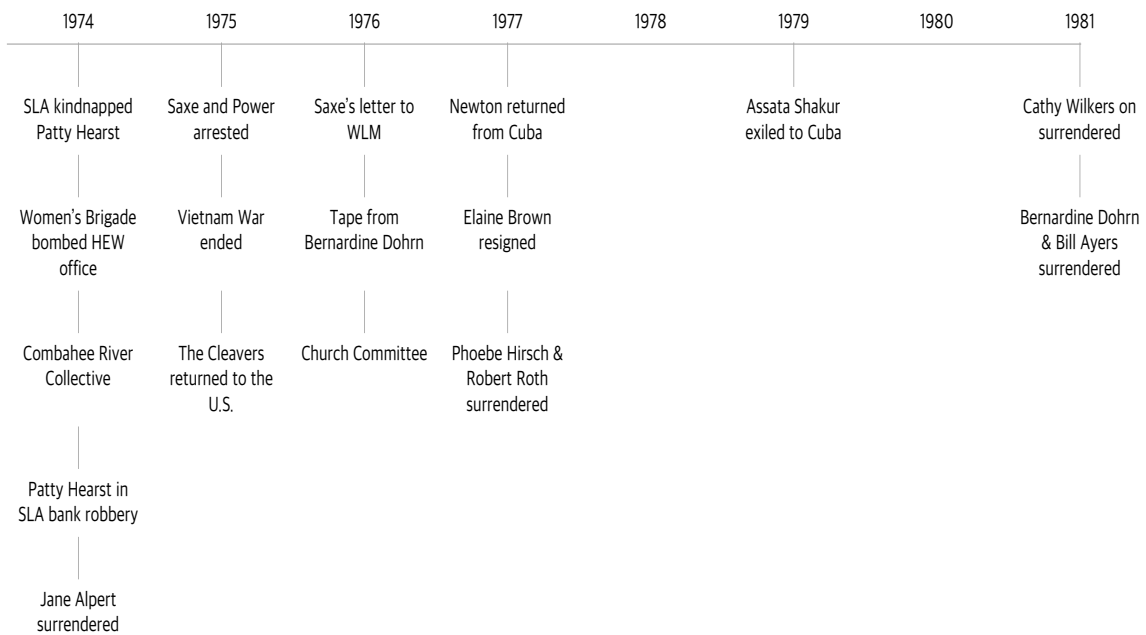 1974 1975 1976 1977 1978 1979 1980 1981
SLA kindnapped
Patty Hearst
Women's Brigade
bombed HEW
office
Combahee River
Collective
Patty Hearst in
SLA bank robbery
Jane Alpert
surrendered
Saxe and Power
arrested
Vietnam War
ended
The Cleavers
returned to the
U.S.
Saxe's letter to
WLM
Tape from
Bernardine Dohrn
Church Committee
Newton returned
from Cuba
Elaine Brown
resigned
Phoebe Hirsch &
Robert Roth
surrendered
Assata Shakur
exiled to Cuba
Cathy Wilkers on
surrendered
Bernardine Dohrn
& Bill Ayers
surrendered